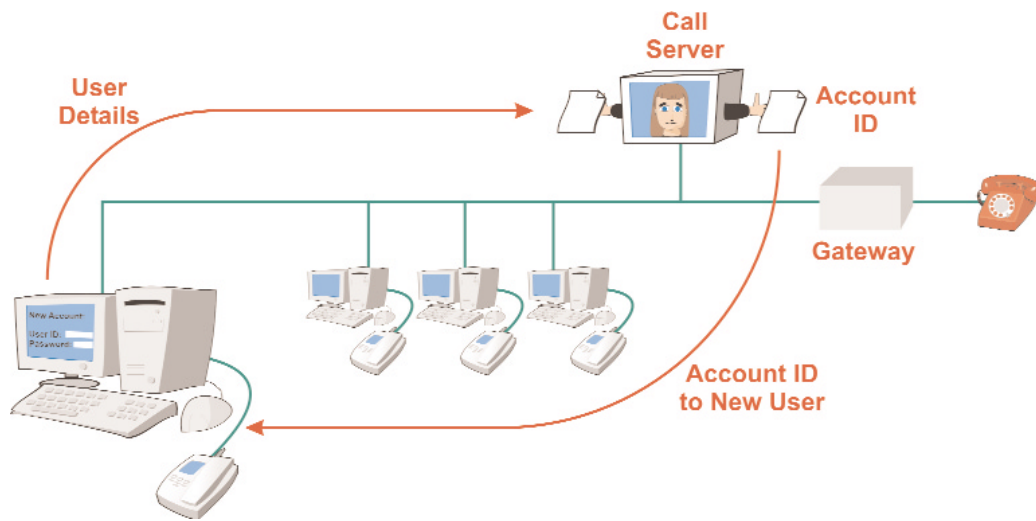 Call
Server
User
Details
Account
ID
Gateway
New Account:
User ID:
Password:
Account ID
to New User